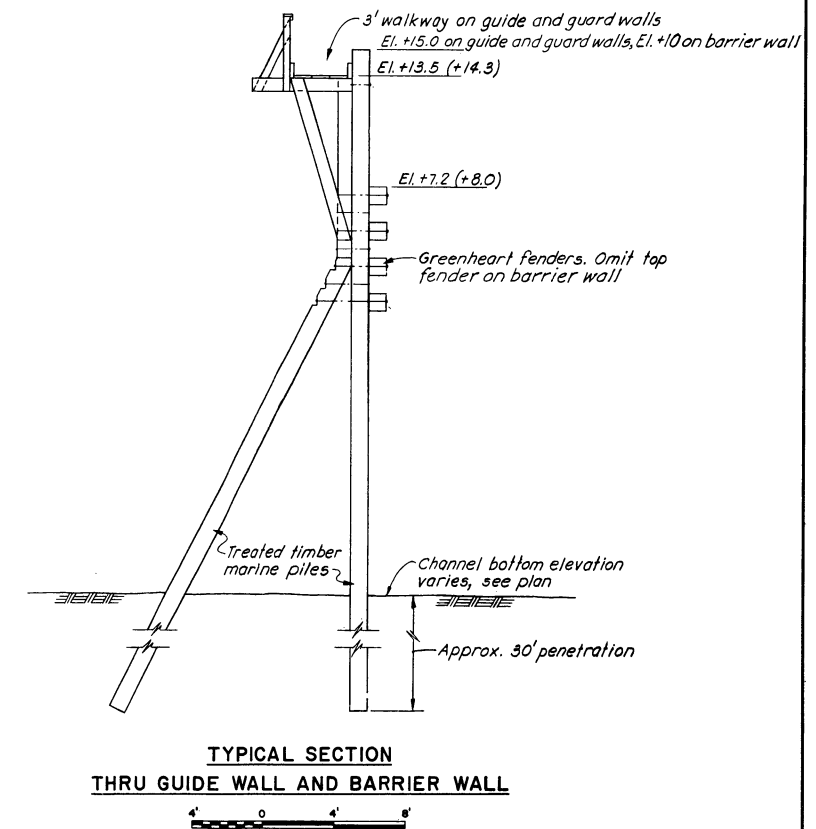 3' walkway on guide and guard walls
El. +15.0 on guide and guard walls, El. +10 on barrier wall
El. +13.5 (+14.3)
El. +7.2 (+8.0)
Greenheart fenders. Omit top
fender on barrier wall
Treated timber
marine piles
Channel bottom elevation
varies, see plan
Approx. 30' penetration
TYPICAL SECTION
THRU GUIDE WALL AND BARRIER WALL
4' 0 4' 8'